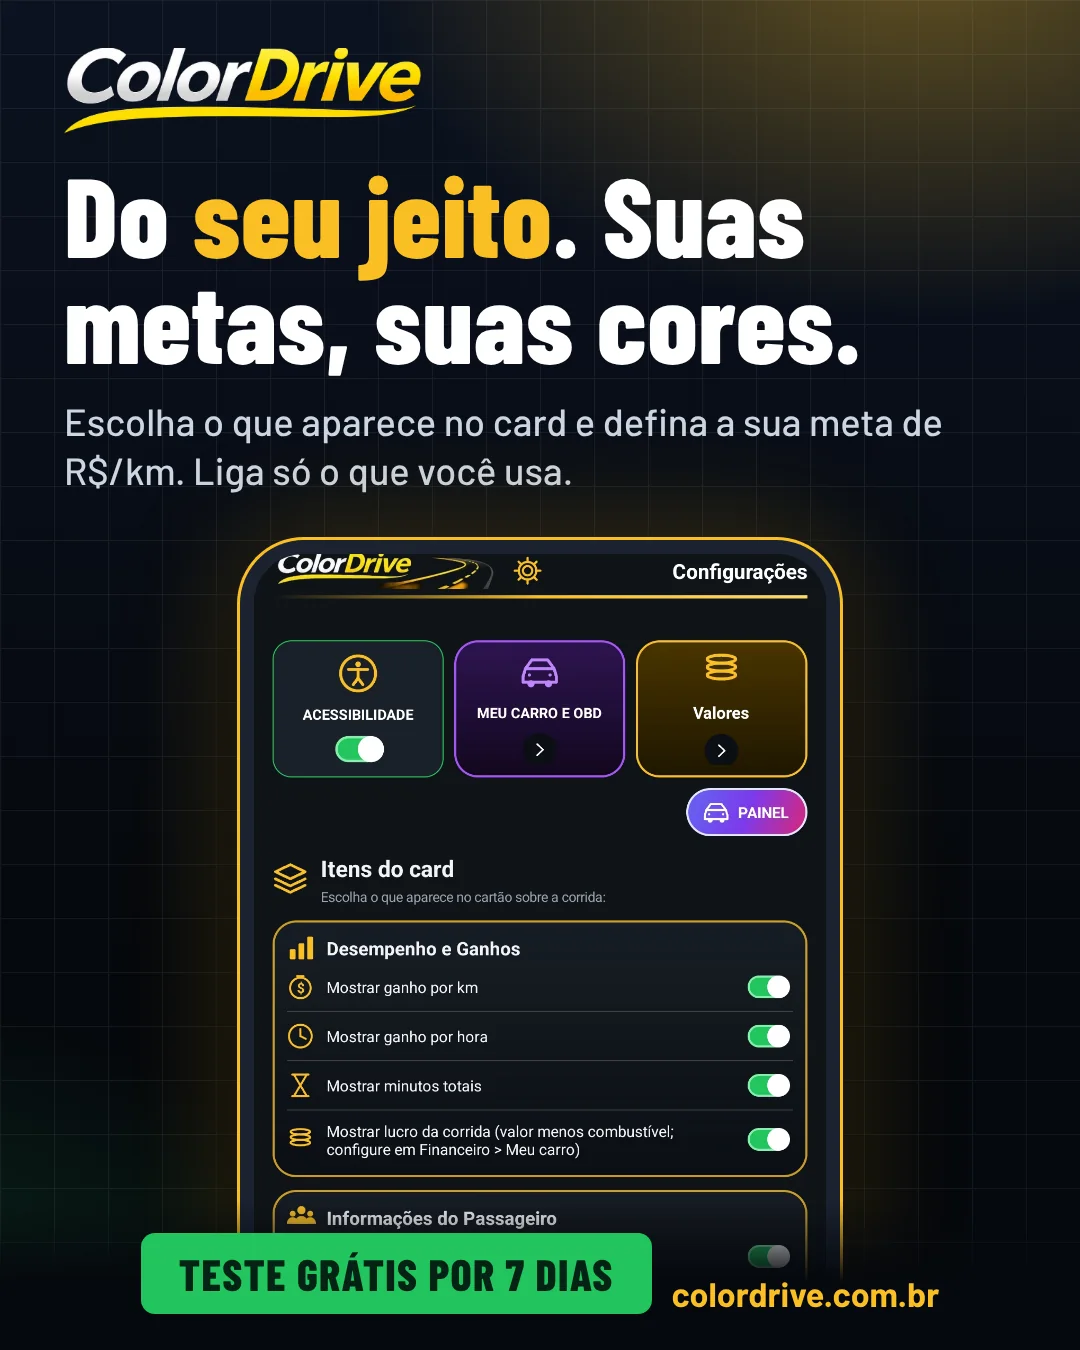 ColorDrive
Do seu jeito. Suas
metas, suas cores.
Escolha o que aparece no card e defina a sua meta de
R$/km. Liga só o que você usa.
ColorDrive
Configurações
ACESSIBILIDADE
MEU CARRO E OBD
Valores
PAINEL
Itens do card
Escolha o que aparece no cartão sobre a corrida:
Desempenho e Ganhos
Mostrar ganho por km
Mostrar ganho por hora
Mostrar minutos totais
Mostrar lucro da corrida (valor menos combustível;
configure em Financeiro > Meu carro)
Informações do Passageiro
TESTE GRÁTIS POR 7 DIAS
colordrive.com.br